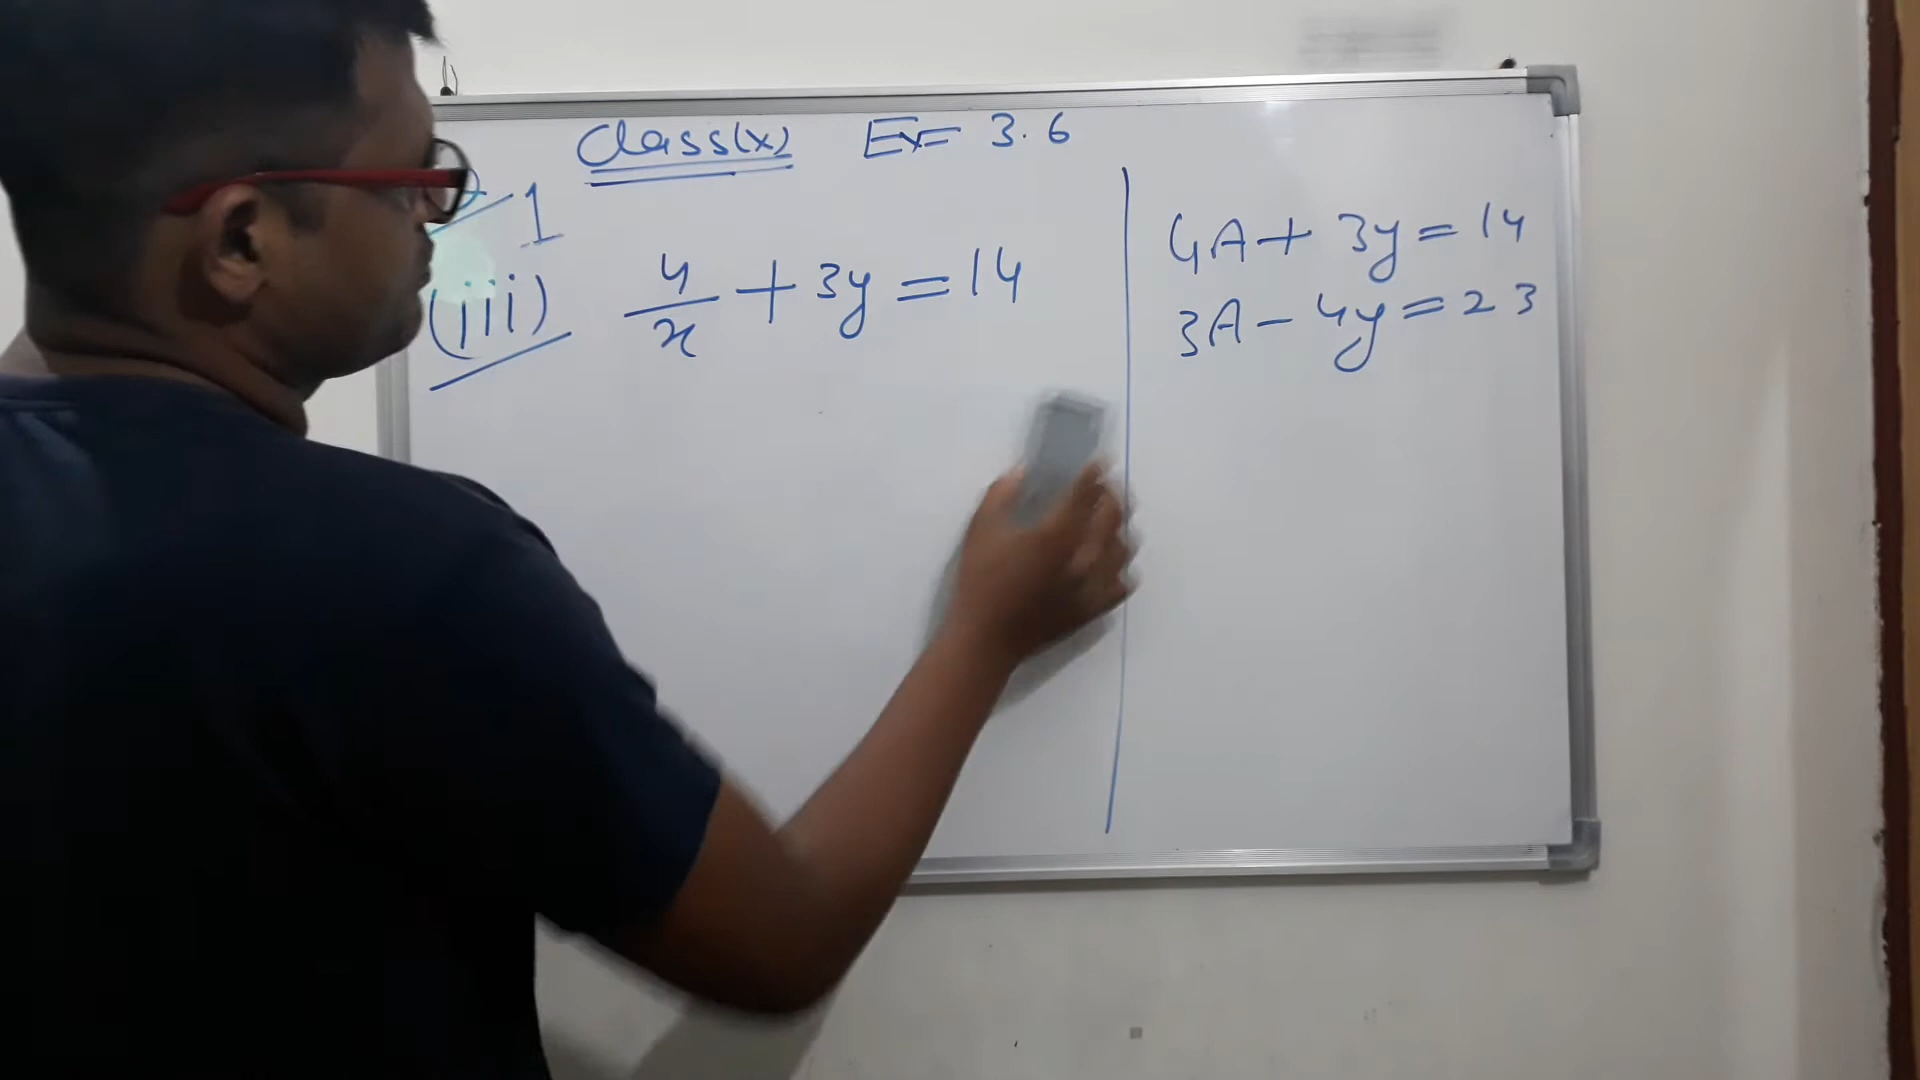 Class(x) Ex= 3.6
1
(iii) 4/x + 3y = 14
4A + 3y = 14
3A - 4y = 23